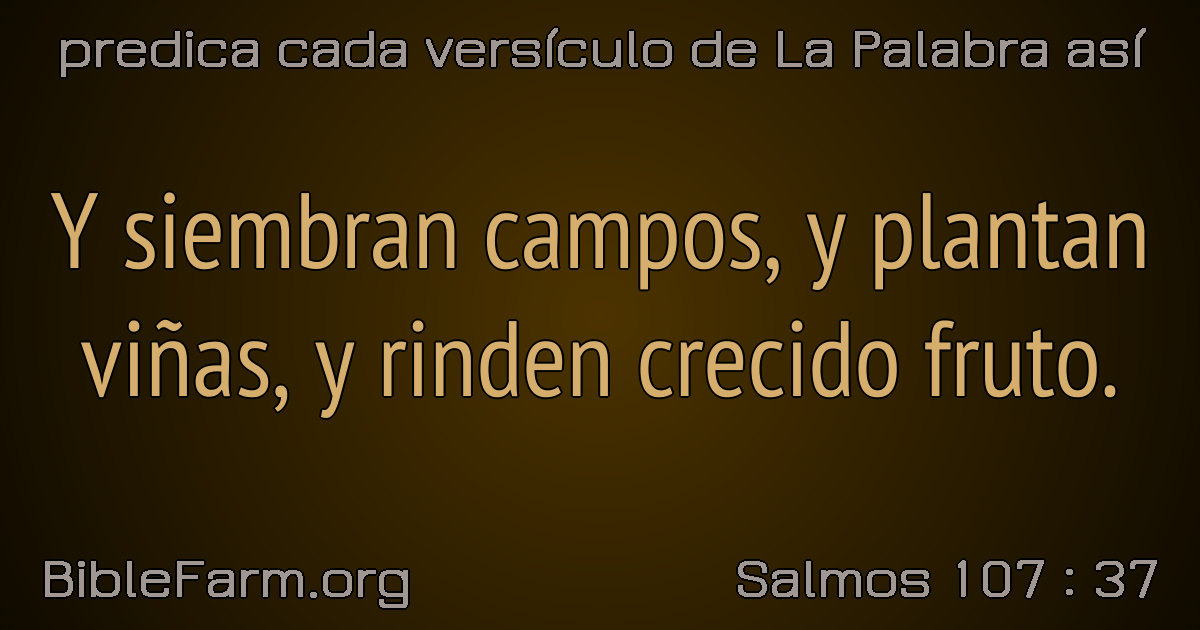 predica cada versículo de La Palabra así
Y siembran campos, y plantan
viñas, y rinden crecido fruto.
BibleFarm.org
Salmos 107 : 37